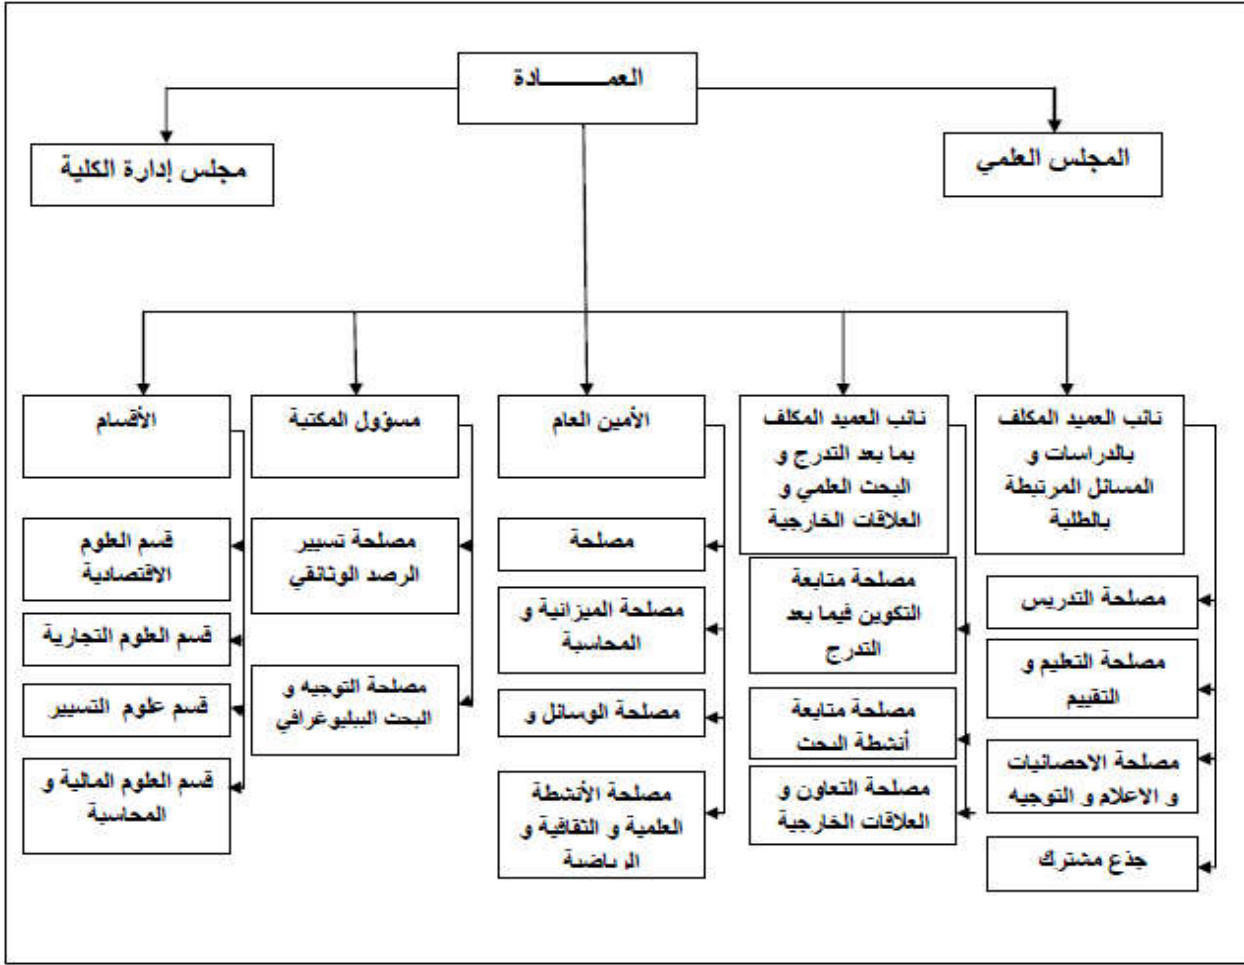 العمـــــــادة
المجلس العلمي
مجلس إدارة الكلية
نائب العميد المكلف
بالدراسات و
المسائل المرتبطة
بالطلبة
نائب العميد المكلف
بما بعد التدرج و
البحث العلمي و
العلاقات الخارجية
الأمين العام
مسؤول المكتبة
الأقسام
مصلحة التدريس
مصلحة التعليم و
التقييم
مصلحة الاحصائيات
و الاعلام و التوجيه
جذع مشترك
مصلحة متابعة
التكوين فيما بعد
التدرج
مصلحة متابعة
أنشطة البحث
مصلحة التعاون و
العلاقات الخارجية
مصلحة
مصلحة الميزانية و
المحاسبة
مصلحة الوسائل و
مصلحة الأنشطة
العلمية و الثقافية و
الرياضية
مصلحة تسيير
الرصد الوثائقي
مصلحة التوجيه و
البحث الببليوغرافي
قسم العلوم
الاقتصادية
قسم العلوم التجارية
قسم علوم التسيير
قسم العلوم المالية و
المحاسبة